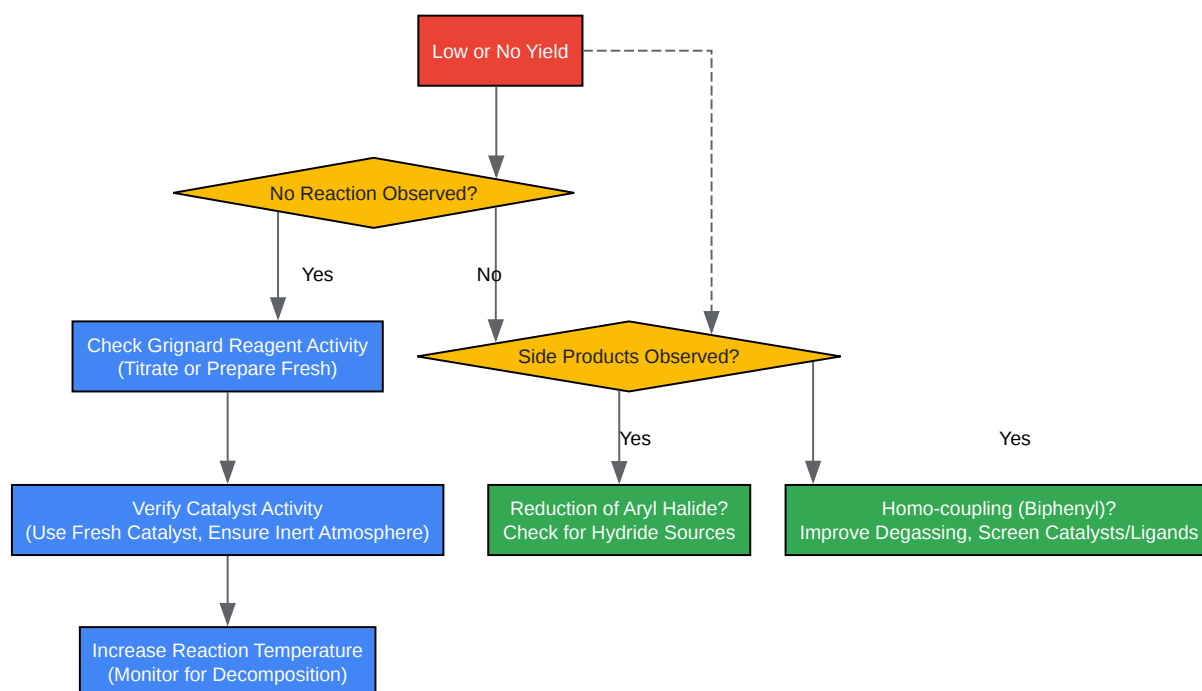 Low or No Yield
No Reaction Observed?
Yes
No
Check Grignard Reagent Activity
(Titrate or Prepare Fresh)
Side Products Observed?
Yes
Yes
Verify Catalyst Activity
(Use Fresh Catalyst, Ensure Inert Atmosphere)
Reduction of Aryl Halide?
Check for Hydride Sources
Homo-coupling (Biphenyl)?
Improve Degassing, Screen Catalysts/Ligands
Increase Reaction Temperature
(Monitor for Decomposition)